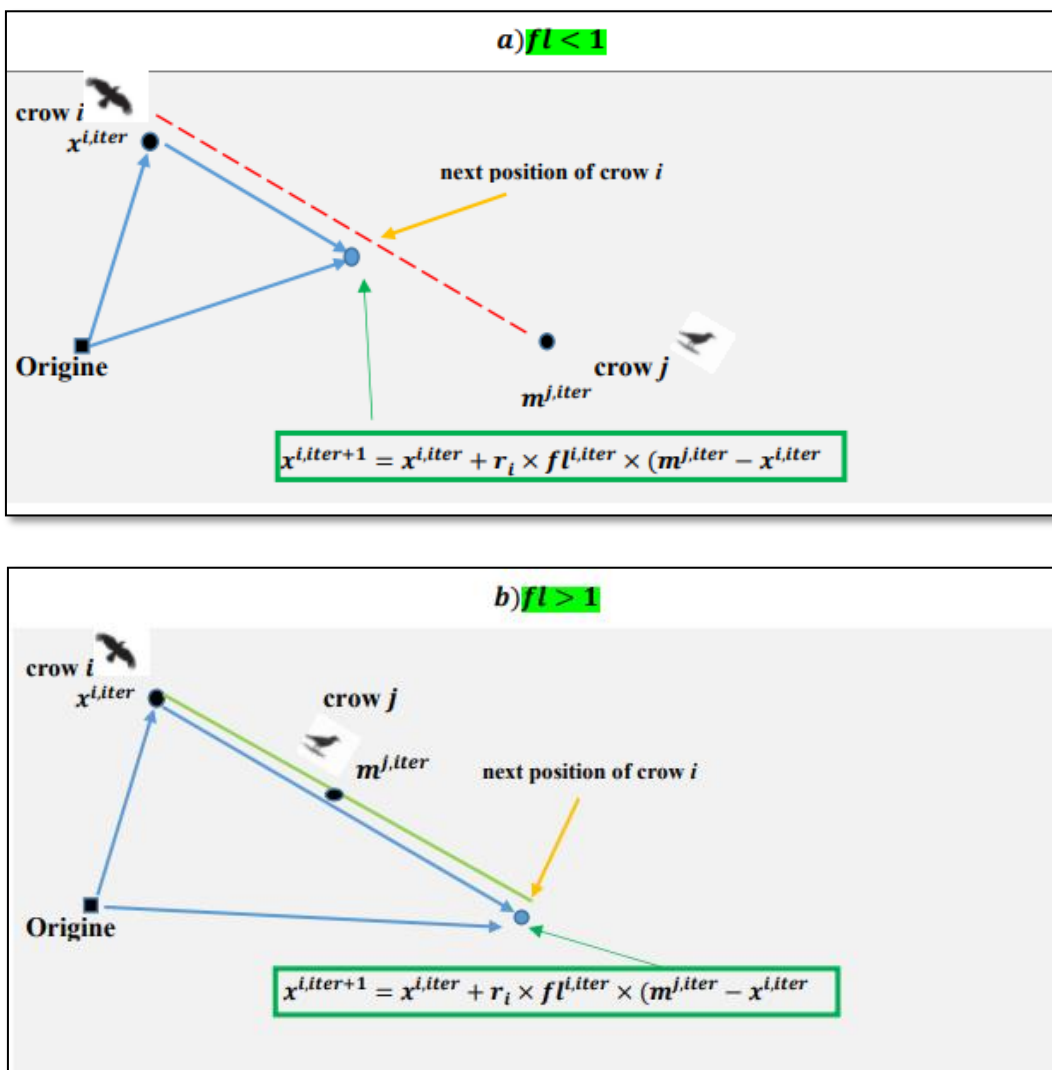 a)fl < 1
crow i
x^{i,iter}
next position of crow i
Origine
crow j
m^{j,iter}
x^{i,iter+1} = x^{i,iter} + r_i × fl^{i,iter} × (m^{j,iter} − x^{i,iter}
b)fl > 1
crow i
x^{i,iter}
crow j
m^{j,iter}
next position of crow i
Origine
x^{i,iter+1} = x^{i,iter} + r_i × fl^{i,iter} × (m^{j,iter} − x^{i,iter}